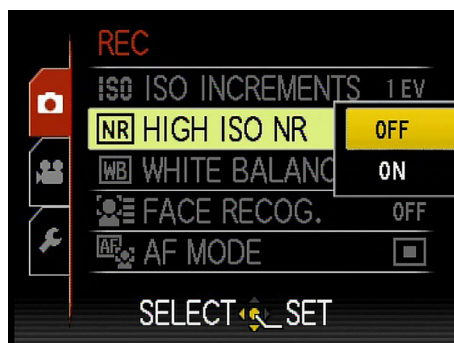 REC
ISO ISO INCREMENTS 1 EV
NR HIGH ISO NR OFF
WB WHITE BALANC ON
FACE RECOG. OFF
AF AF MODE
SELECT SET